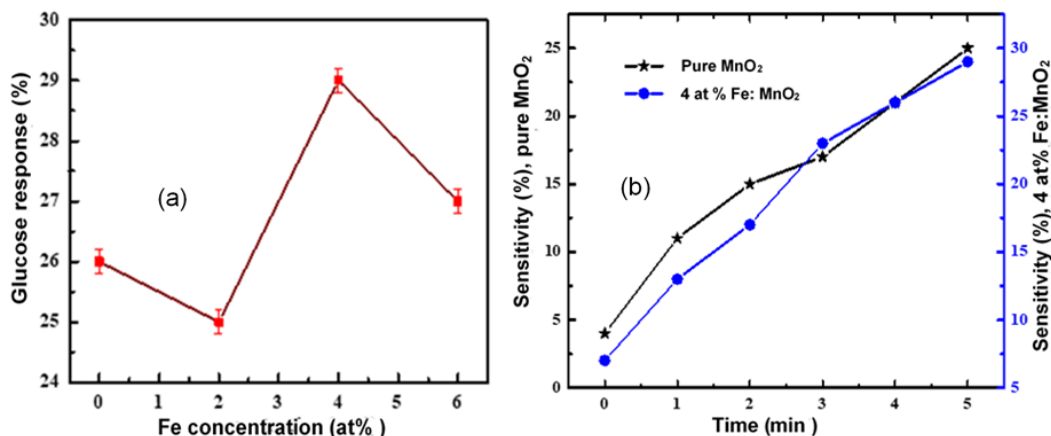 30
29
28
27
26
25
24
Glucose response (%)
(a)
0 1 2 3 4 5 6
Fe concentration (at% )
25
20
15
10
5
0
Sensitivity (%), pure MnO₂
Pure MnO₂
4 at % Fe: MnO₂
(b)
0 1 2 3 4 5
Time (min )
30
25
20
15
10
5
Sensitivity (%), 4 at% Fe:MnO₂